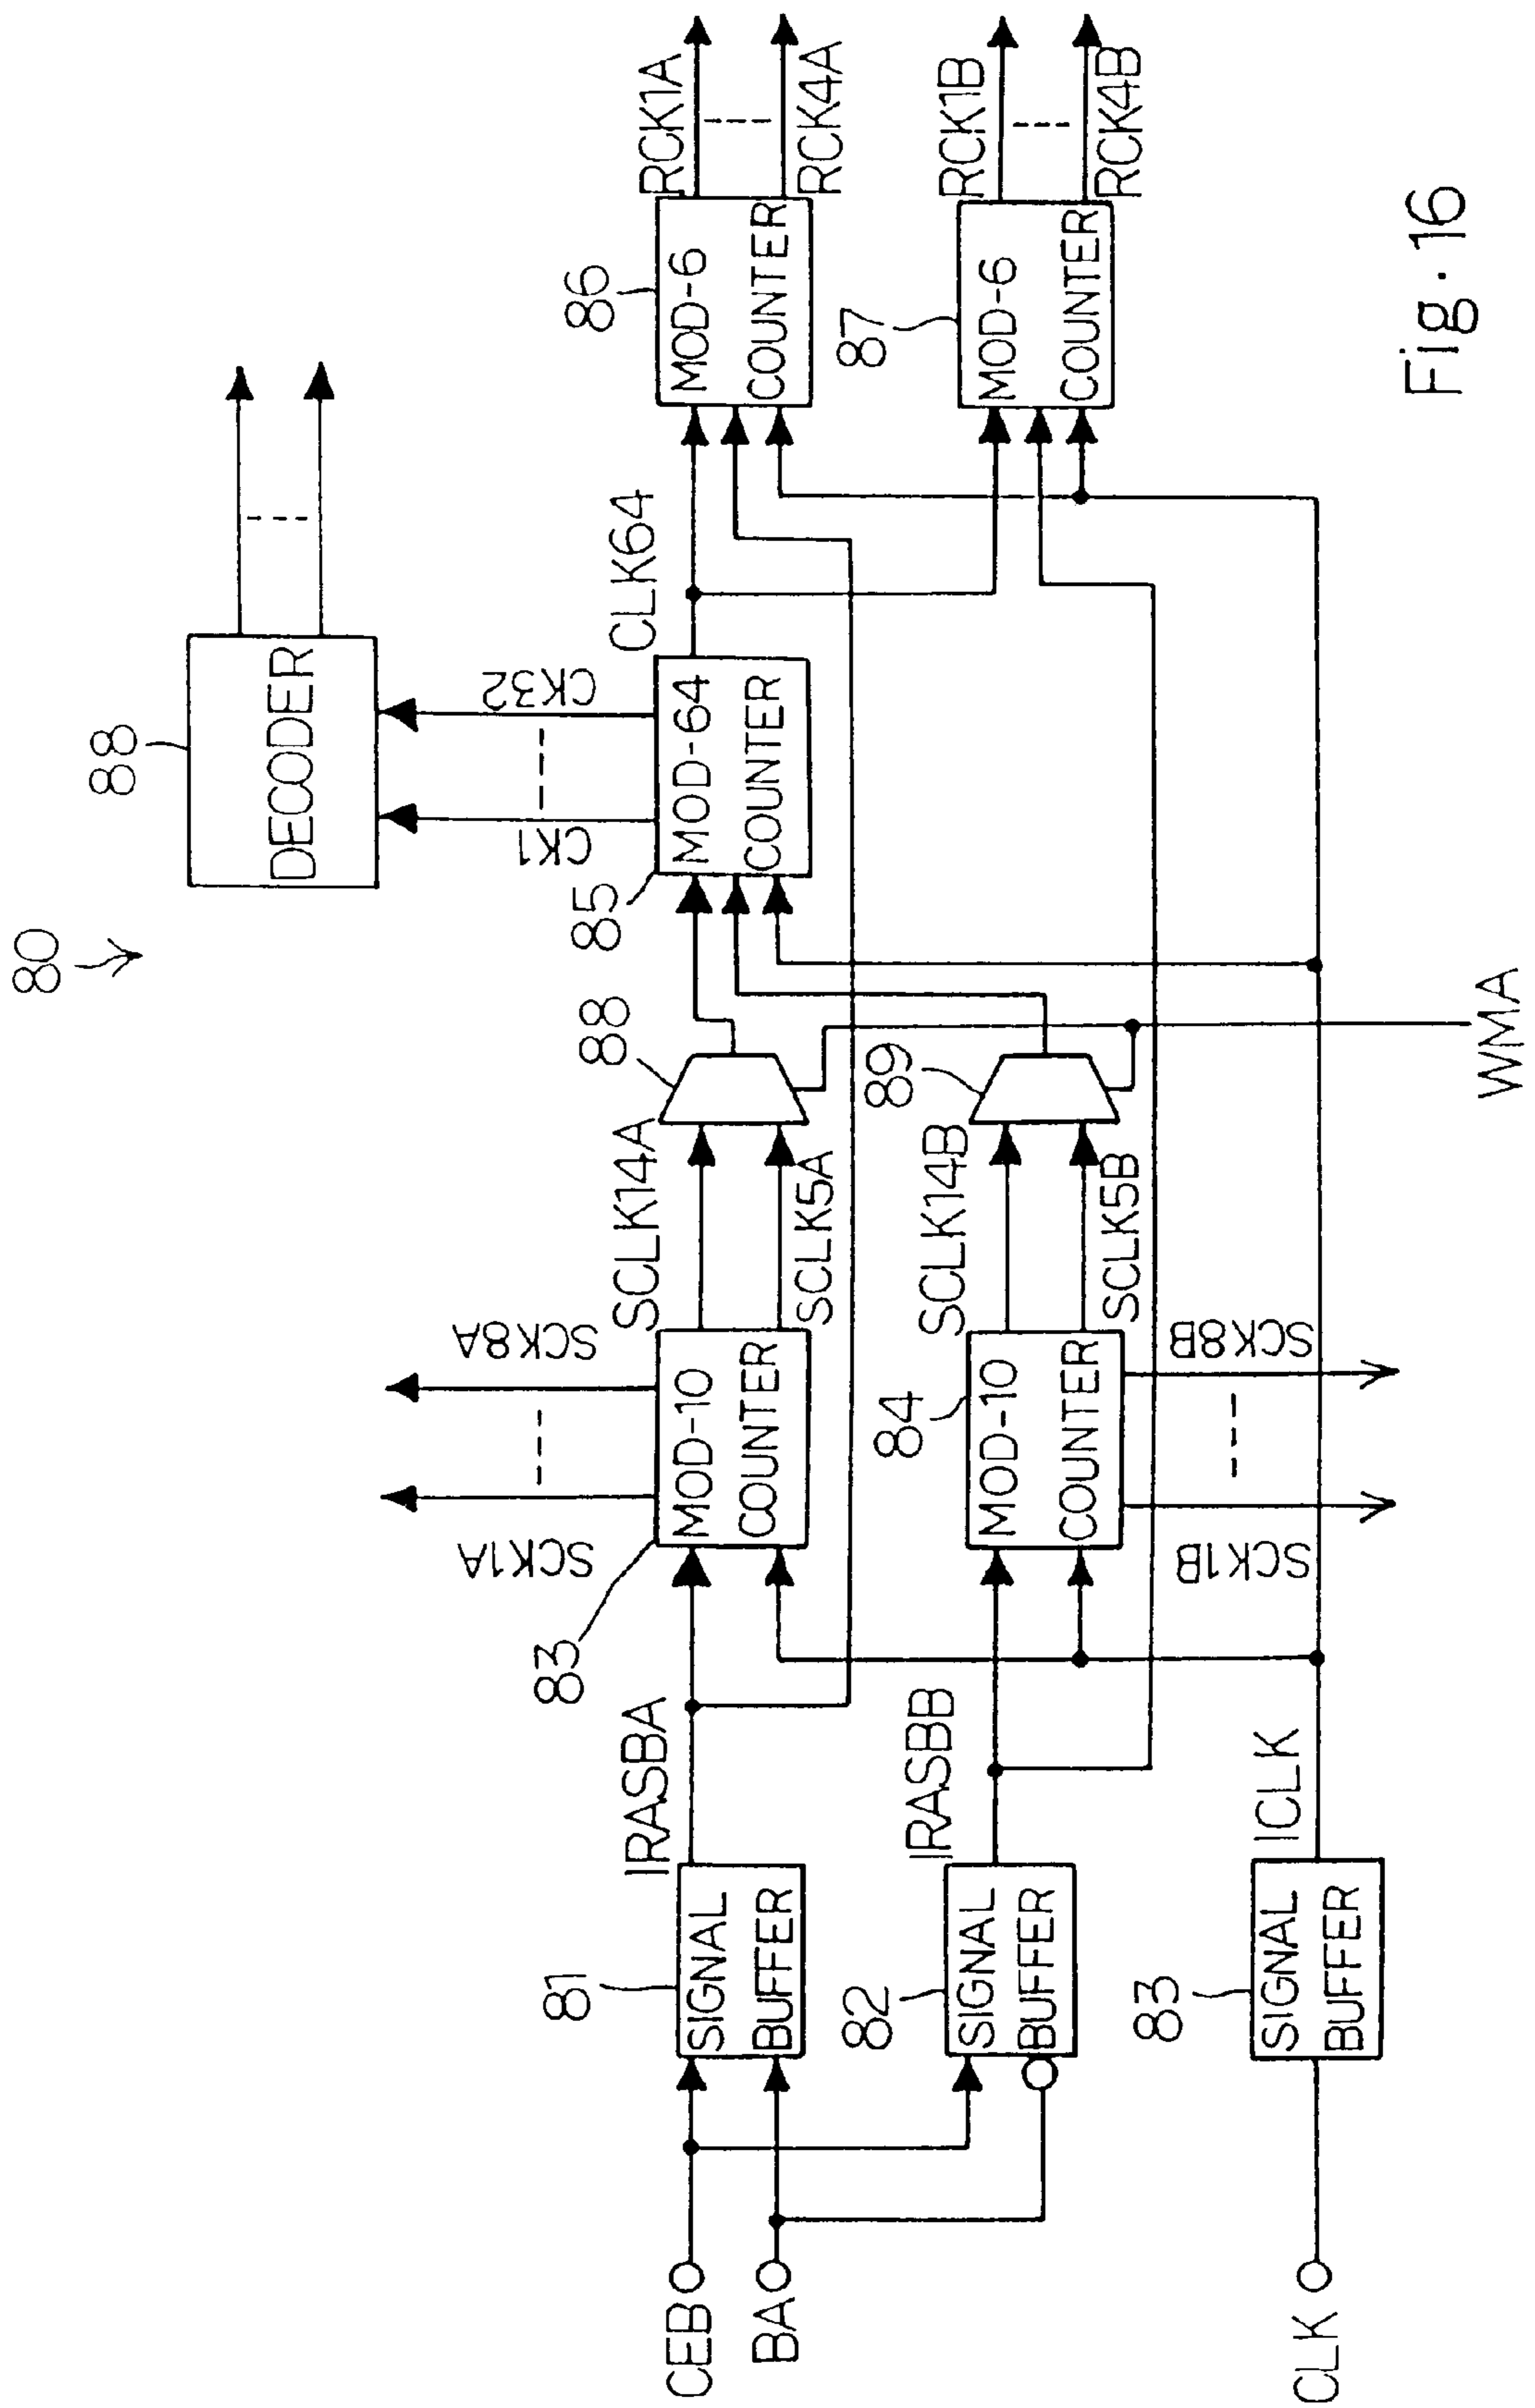 80
88
DECODER
CK1
CK32
SCK1A
SCK8A
CEB
BA
81
SIGNAL
BUFFER
IRASBA
83
MOD-10
COUNTER
SCLK14A
SCLK5A
88
85
MOD-64
COUNTER
CLK64
86
MOD-6
COUNTER
RCK1A
RCK4A
82
SIGNAL
BUFFER
IRASBB
84
MOD-10
COUNTER
SCLK14B
SCLK5B
89
87
MOD-6
COUNTER
RCK1B
RCK4B
SCK1B
SCK8B
CLK
83
SIGNAL
BUFFER
ICLK
WMA
Fig.16